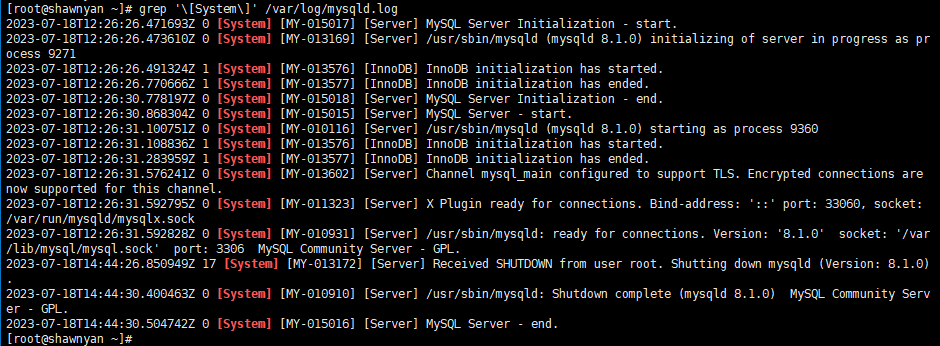 [root@shawnyan ~]# grep '\[System\]' /var/log/mysqld.log
2023-07-18T12:26:26.471693Z 0 [System] [MY-015017] [Server] MySQL Server Initialization - start.
2023-07-18T12:26:26.473610Z 0 [System] [MY-013169] [Server] /usr/sbin/mysqld (mysqld 8.1.0) initializing of server in progress as pr
ocess 9271
2023-07-18T12:26:26.491324Z 1 [System] [MY-013576] [InnoDB] InnoDB initialization has started.
2023-07-18T12:26:26.770666Z 1 [System] [MY-013577] [InnoDB] InnoDB initialization has ended.
2023-07-18T12:26:30.778197Z 0 [System] [MY-015018] [Server] MySQL Server Initialization - end.
2023-07-18T12:26:30.868304Z 0 [System] [MY-015015] [Server] MySQL Server - start.
2023-07-18T12:26:31.100751Z 0 [System] [MY-010116] [Server] /usr/sbin/mysqld (mysqld 8.1.0) starting as process 9360
2023-07-18T12:26:31.108836Z 1 [System] [MY-013576] [InnoDB] InnoDB initialization has started.
2023-07-18T12:26:31.283959Z 1 [System] [MY-013577] [InnoDB] InnoDB initialization has ended.
2023-07-18T12:26:31.576241Z 0 [System] [MY-013602] [Server] Channel mysql_main configured to support TLS. Encrypted connections are
now supported for this channel.
2023-07-18T12:26:31.592795Z 0 [System] [MY-011323] [Server] X Plugin ready for connections. Bind-address: '::' port: 33060, socket:
/var/run/mysqld/mysqlx.sock
2023-07-18T12:26:31.592828Z 0 [System] [MY-010931] [Server] /usr/sbin/mysqld: ready for connections. Version: '8.1.0'  socket: '/var
/lib/mysql/mysql.sock'  port: 3306  MySQL Community Server - GPL.
2023-07-18T14:44:26.850949Z 17 [System] [MY-013172] [Server] Received SHUTDOWN from user root. Shutting down mysqld (Version: 8.1.0)
.
2023-07-18T14:44:30.400463Z 0 [System] [MY-010910] [Server] /usr/sbin/mysqld: Shutdown complete (mysqld 8.1.0)  MySQL Community Serv
er - GPL.
2023-07-18T14:44:30.504742Z 0 [System] [MY-015016] [Server] MySQL Server - end.
[root@shawnyan ~]#